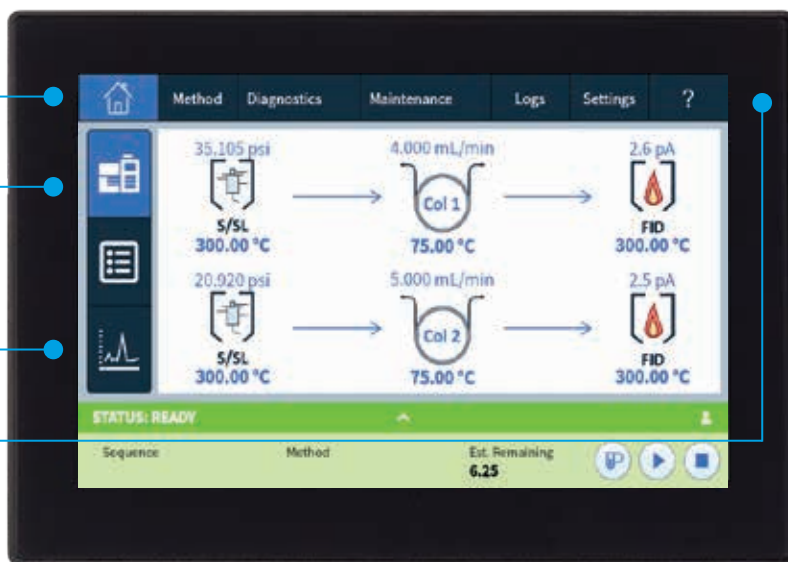 Method Diagnostics Maintenance Logs Settings ?
35.105 psi 4.000 mL/min 2.6 pA
Col 1
S/SL FID
300.00 °C 75.00 °C 300.00 °C
20.920 psi 5.000 mL/min 2.5 pA
Col 2
S/SL FID
300.00 °C 75.00 °C 300.00 °C
STATUS: READY
Sequence Method Est. Remaining
6.25